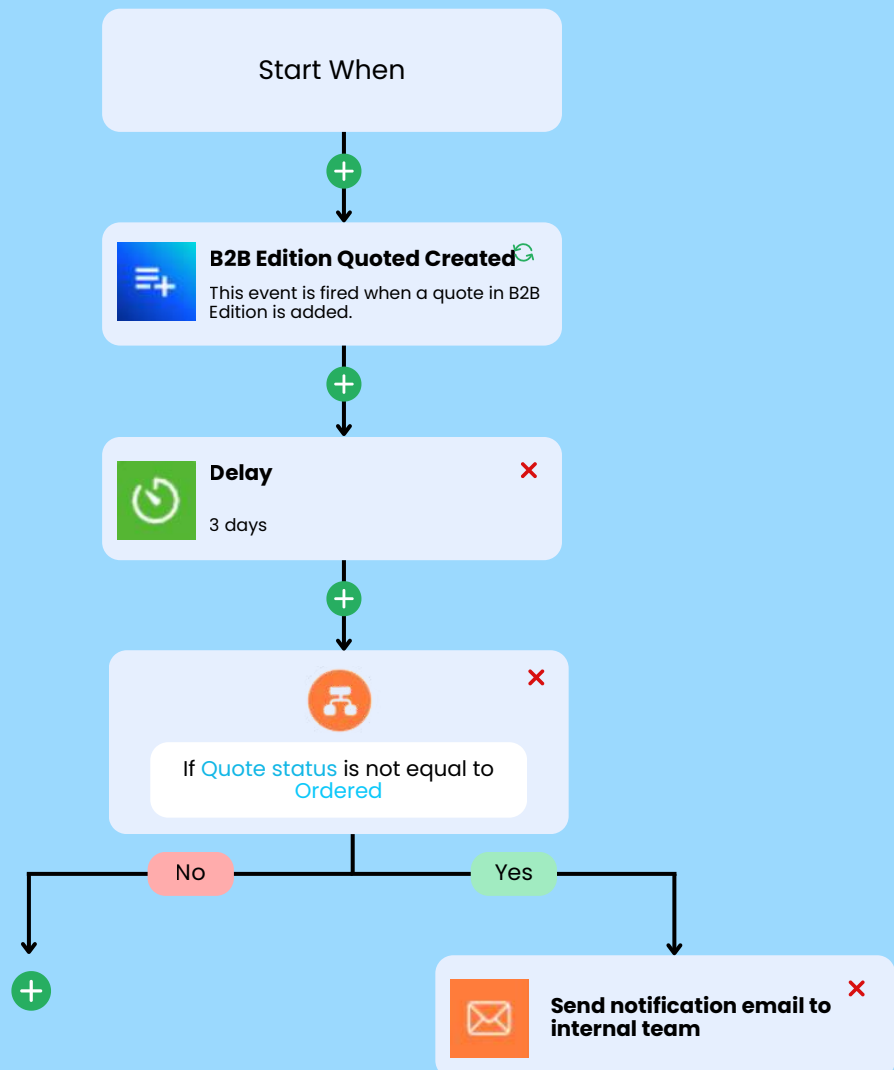 Start When
B2B Edition Quoted Created
This event is fired when a quote in B2B
Edition is added.
Delay
3 days
If Quote status is not equal to
Ordered
No
Yes
Send notification email to
internal team